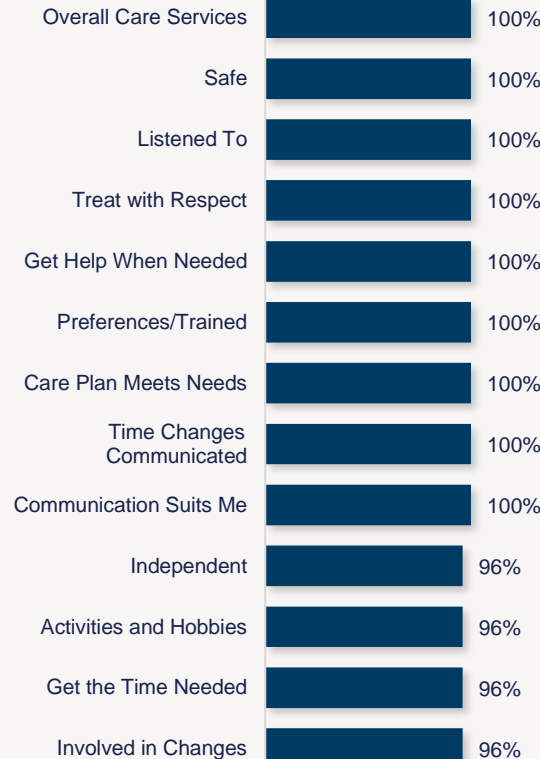 Overall Care Services 100%
Safe 100%
Listened To 100%
Treat with Respect 100%
Get Help When Needed 100%
Preferences/Trained 100%
Care Plan Meets Needs 100%
Time Changes
Communicated 100%
Communication Suits Me 100%
Independent 96%
Activities and Hobbies 96%
Get the Time Needed 96%
Involved in Changes 96%